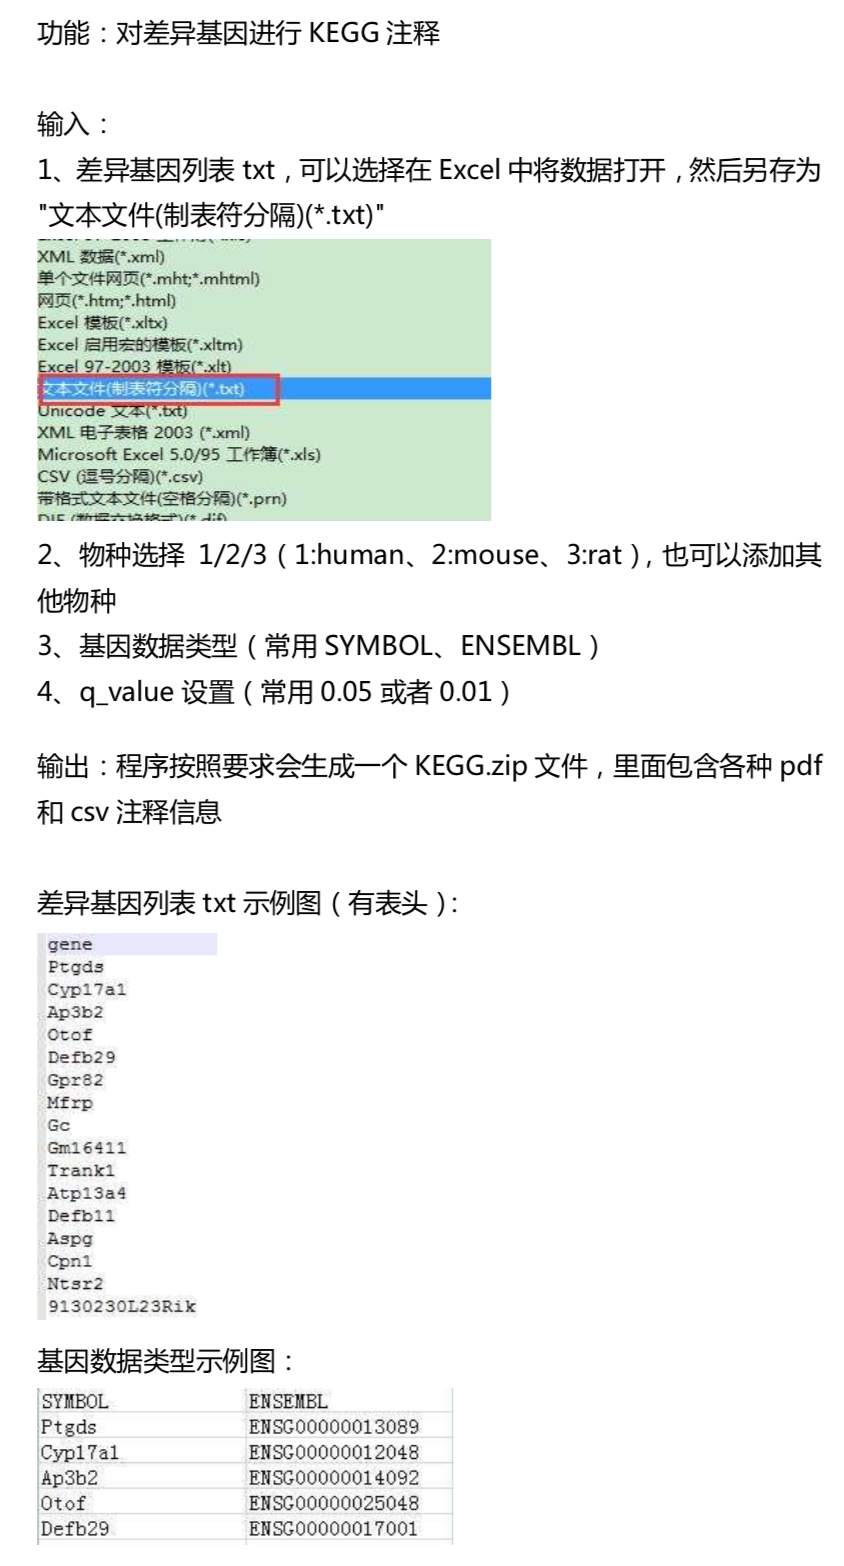 功能：对差异基因进行 KEGG 注释
输入：
1、差异基因列表 txt，可以选择在 Excel 中将数据打开，然后另存为
"文本文件(制表符分隔)(*.txt)"
XML 数据(*.xml)
单个文件网页(*.mht;*.mhtml)
网页(*.htm;*.html)
Excel 模板(*.xltx)
Excel 启用宏的模板(*.xltm)
Excel 97-2003 模板(*.xlt)
文本文件(制表符分隔)(*.txt)
Unicode 文本(*.txt)
XML 电子表格 2003 (*.xml)
Microsoft Excel 5.0/95 工作簿(*.xls)
CSV (逗号分隔)(*.csv)
带格式文本文件(空格分隔)(*.prn)
DIF (数据交换格式)(*.dif)
2、物种选择 1/2/3（1:human、2:mouse、3:rat），也可以添加其
他物种
3、基因数据类型（常用 SYMBOL、ENSEMBL）
4、q_value 设置（常用 0.05 或者 0.01）
输出：程序按照要求会生成一个 KEGG.zip 文件，里面包含各种 pdf
和 csv 注释信息
差异基因列表 txt 示例图（有表头）：
gene
Ptgds
Cyp17a1
Ap3b2
Otof
Defb29
Gpr82
Mfrp
Gc
Gm16411
Trank1
Atp13a4
Defb11
Aspg
Cpn1
Ntsr2
9130230L23Rik
基因数据类型示例图：
SYMBOL ENSEMBL
Ptgds ENSG00000013089
Cyp17a1 ENSG00000012048
Ap3b2 ENSG00000014092
Otof ENSG00000025048
Defb29 ENSG00000017001